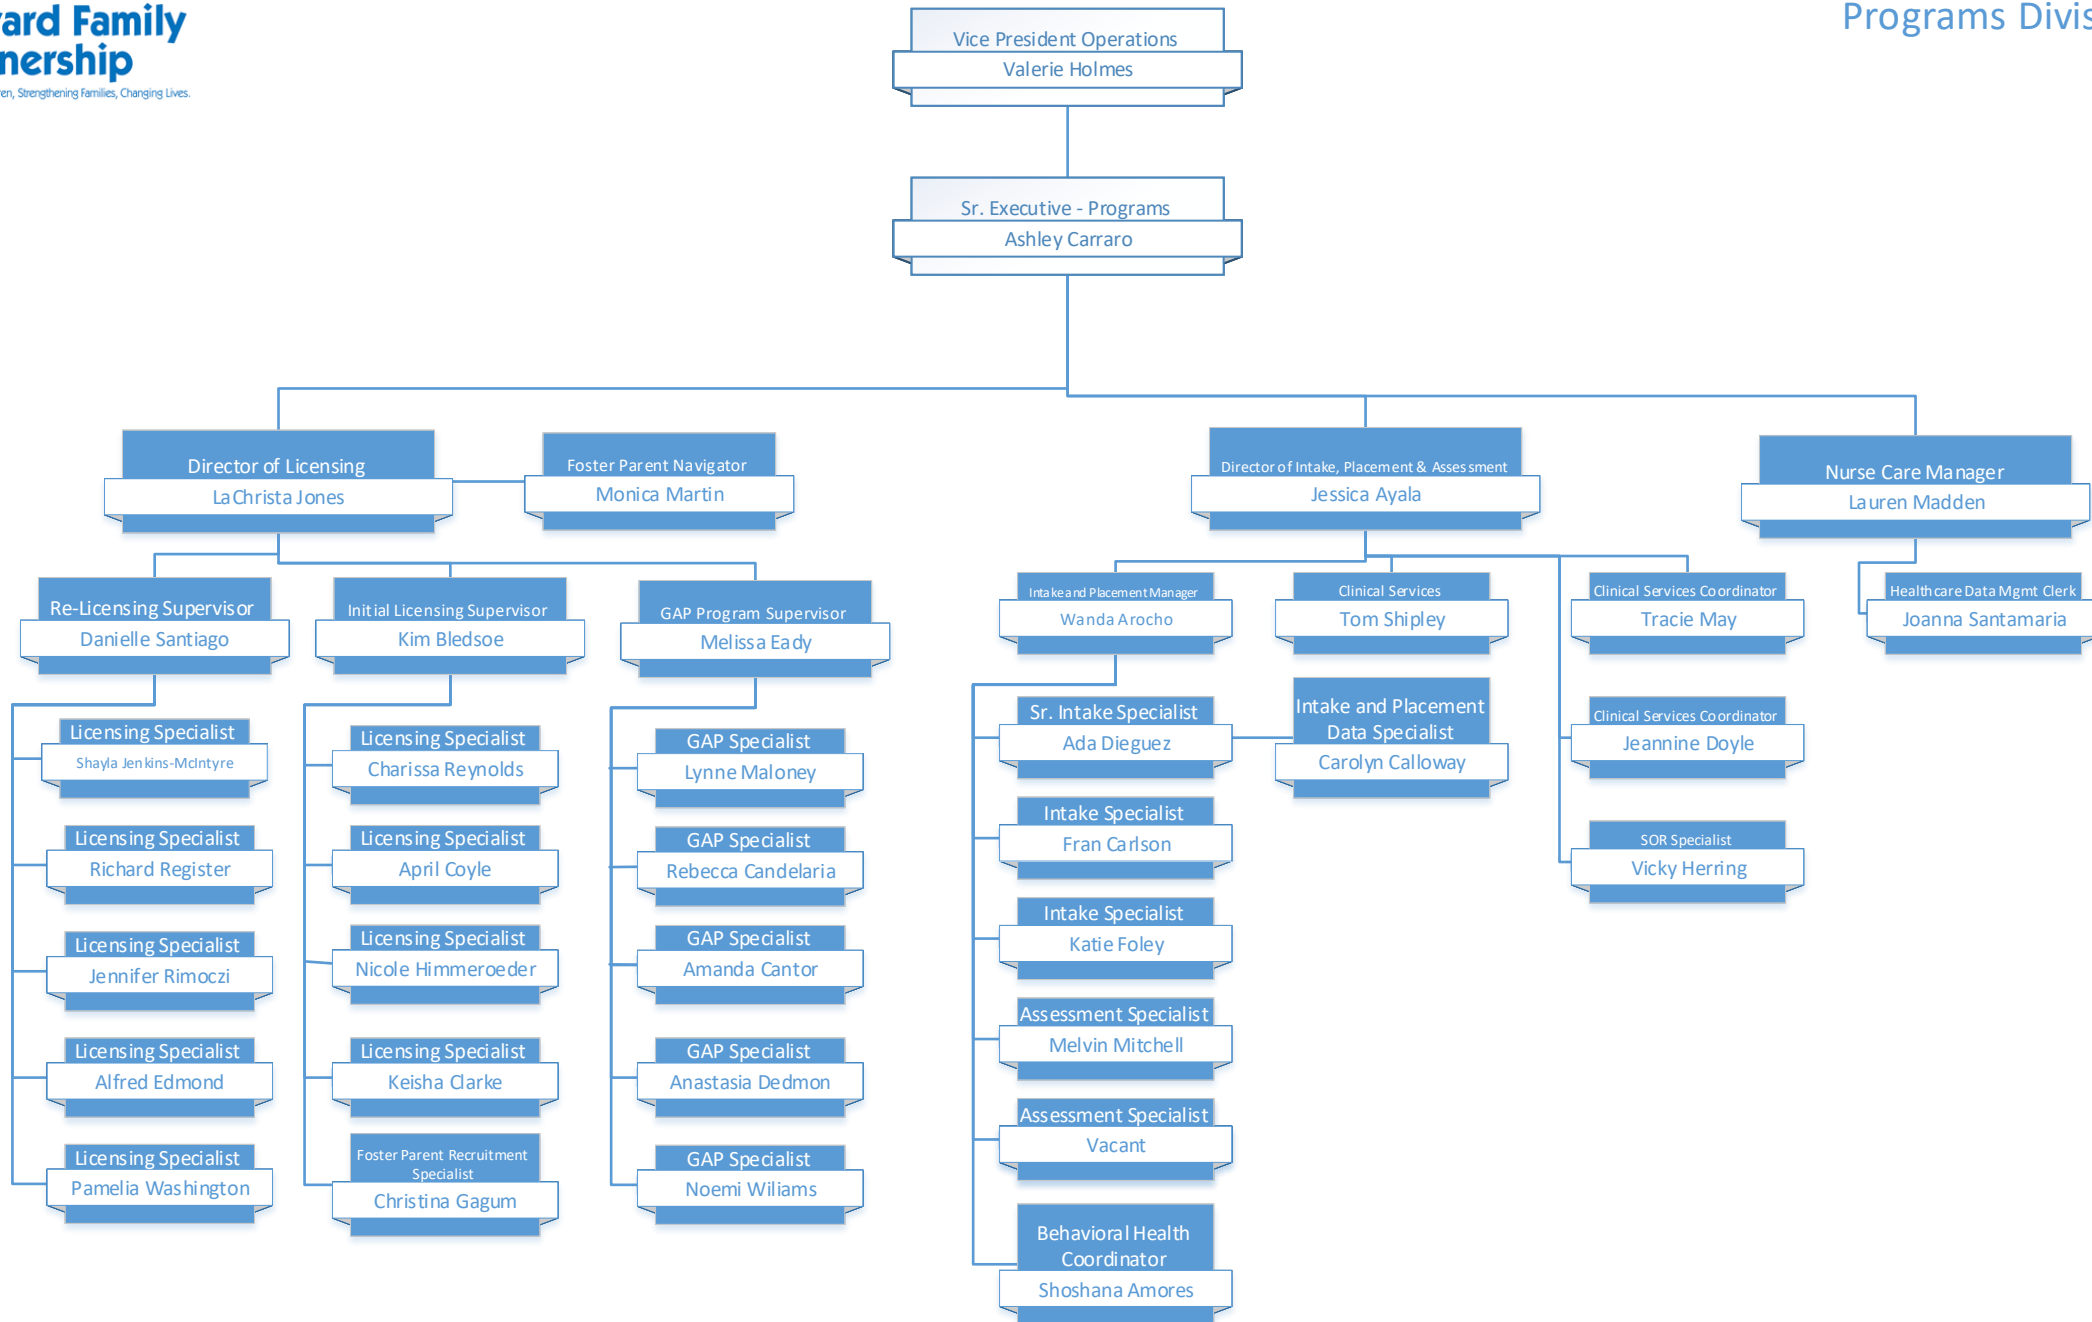 ard Family
nership
en, Strengthening Families, Changing Lives.
Programs Divis
Vice President Operations
Valerie Holmes
Sr. Executive - Programs
Ashley Carraro
Director of Licensing
LaChrista Jones
Foster Parent Navigator
Monica Martin
Director of Intake, Placement & Assessment
Jessica Ayala
Nurse Care Manager
Lauren Madden
Re-Licensing Supervisor
Danielle Santiago
Initial Licensing Supervisor
Kim Bledsoe
GAP Program Supervisor
Melissa Eady
Intake and Placement Manager
Wanda Arocho
Clinical Services
Tom Shipley
Clinical Services Coordinator
Tracie May
Healthcare Data Mgmt Clerk
Joanna Santamaria
Licensing Specialist
Shayla Jenkins-McIntyre
Licensing Specialist
Richard Register
Licensing Specialist
Jennifer Rimoczi
Licensing Specialist
Alfred Edmond
Licensing Specialist
Pamelia Washington
Licensing Specialist
Charissa Reynolds
Licensing Specialist
April Coyle
Licensing Specialist
Nicole Himmeroeder
Licensing Specialist
Keisha Clarke
Foster Parent Recruitment
Specialist
Christina Gagum
GAP Specialist
Lynne Maloney
GAP Specialist
Rebecca Candelaria
GAP Specialist
Amanda Cantor
GAP Specialist
Anastasia Dedmon
GAP Specialist
Noemi Wiliams
Sr. Intake Specialist
Ada Dieguez
Intake and Placement
Data Specialist
Carolyn Calloway
Intake Specialist
Fran Carlson
Intake Specialist
Katie Foley
Assessment Specialist
Melvin Mitchell
Assessment Specialist
Vacant
Behavioral Health
Coordinator
Shoshana Amores
Clinical Services Coordinator
Jeannine Doyle
SOR Specialist
Vicky Herring